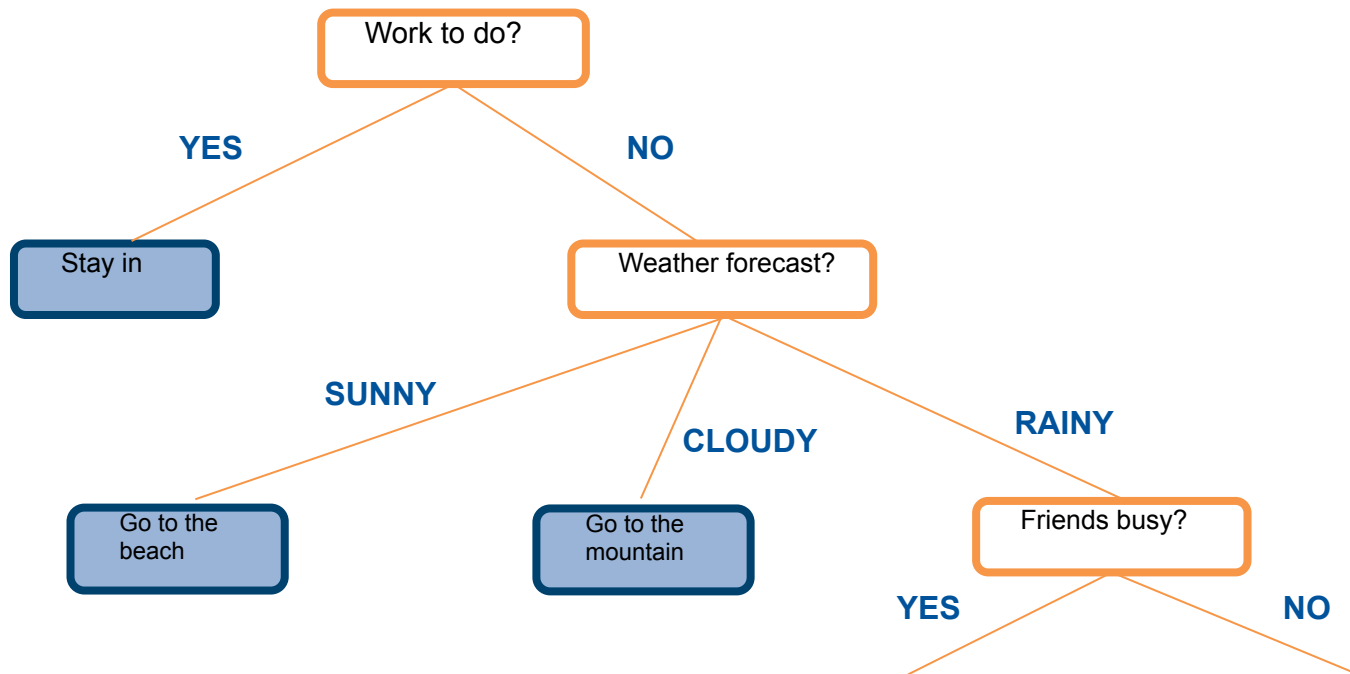 Work to do?
YES
NO
Stay in
Weather forecast?
SUNNY
CLOUDY
RAINY
Go to the
beach
Go to the
mountain
Friends busy?
YES
NO